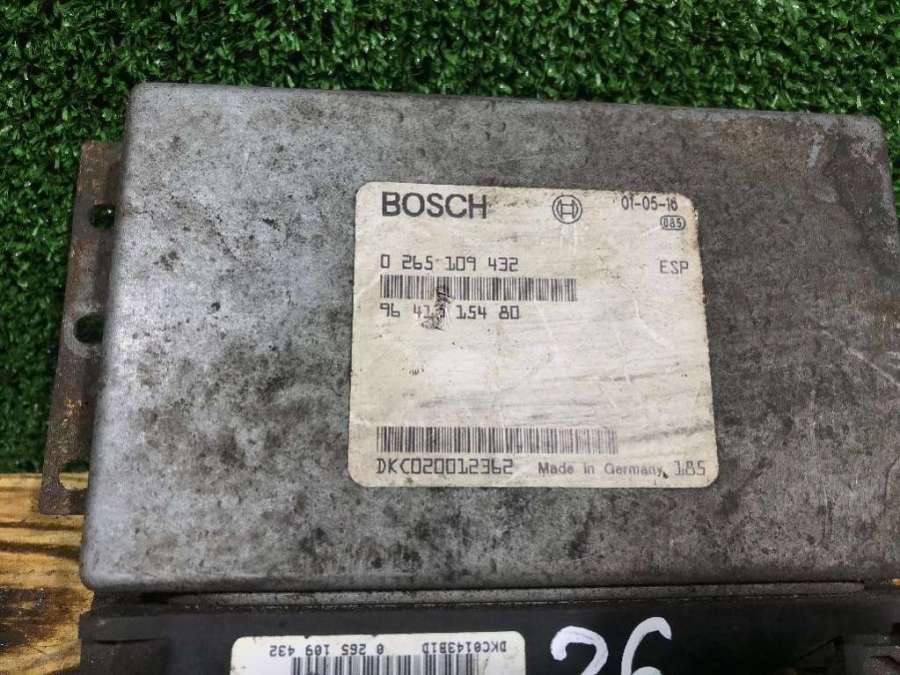 BOSCH
01-05-16
085
0 265 109 432
ESP
96 154 80
DKC020012362
Made in Germany
185
DKC0143B1D
0 265 109 432
26